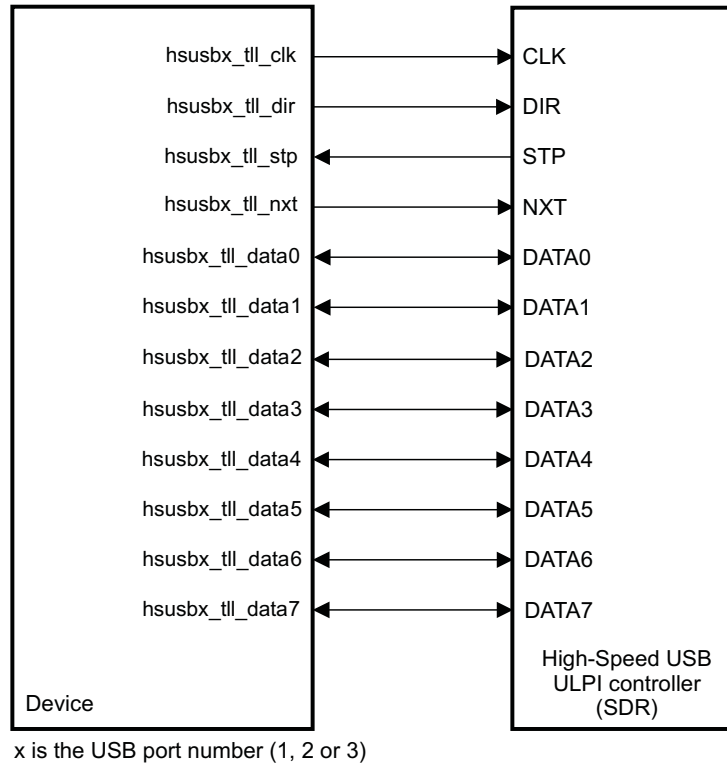 hsusbx_tll_clk CLK
hsusbx_tll_dir DIR
hsusbx_tll_stp STP
hsusbx_tll_nxt NXT
hsusbx_tll_data0 DATA0
hsusbx_tll_data1 DATA1
hsusbx_tll_data2 DATA2
hsusbx_tll_data3 DATA3
hsusbx_tll_data4 DATA4
hsusbx_tll_data5 DATA5
hsusbx_tll_data6 DATA6
hsusbx_tll_data7 DATA7
High-Speed USB
ULPI controller
(SDR)
Device
x is the USB port number (1, 2 or 3)